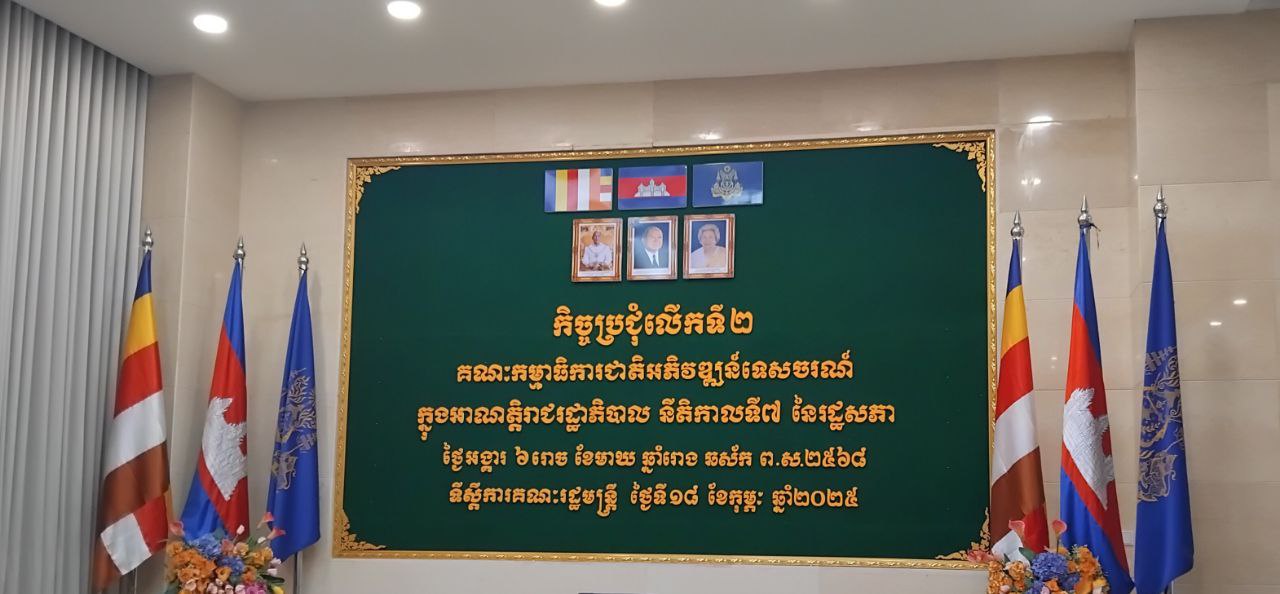 កិច្ចប្រជុំលើកទី២
គណៈកម្មាធិការជាតិអភិវឌ្ឍន៍ទេសចរណ៍
ក្នុងអាណត្តិរាជរដ្ឋាភិបាល នីតិកាលទី៧ នៃរដ្ឋសភា
ថ្ងៃអង្គារ ៦រោច ខែមាឃ ឆ្នាំរោង ឆស័ក ព.ស.២៥៦៨
ទីស្តីការគណៈរដ្ឋមន្ត្រី ថ្ងៃទី១៨ ខែកុម្ភៈ ឆ្នាំ២០២៥